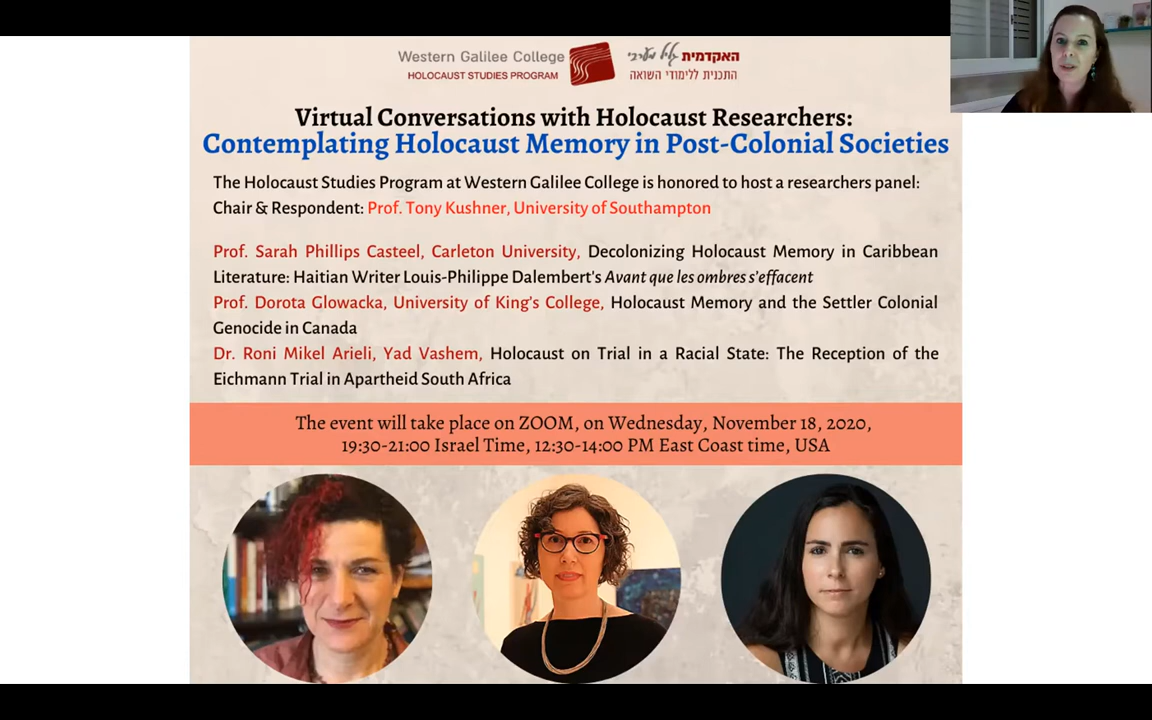 Western Galilee College
HOLOCAUST STUDIES PROGRAM
האקדמית גליל מערבי
התכנית ללימודי השואה
Virtual Conversations with Holocaust Researchers:
Contemplating Holocaust Memory in Post-Colonial Societies
The Holocaust Studies Program at Western Galilee College is honored to host a researchers panel:
Chair & Respondent: Prof. Tony Kushner, University of Southampton
Prof. Sarah Phillips Casteel, Carleton University, Decolonizing Holocaust Memory in Caribbean
Literature: Haitian Writer Louis-Philippe Dalembert's Avant que les ombres s'effacent
Prof. Dorota Glowacka, University of King’s College, Holocaust Memory and the Settler Colonial
Genocide in Canada
Dr. Roni Mikel Arieli, Yad Vashem, Holocaust on Trial in a Racial State: The Reception of the
Eichmann Trial in Apartheid South Africa
The event will take place on ZOOM, on Wednesday, November 18, 2020,
19:30-21:00 Israel Time, 12:30-14:00 PM East Coast time, USA